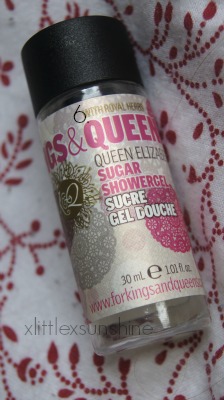 6
WITH ROYAL HERBS
GS&QUEEN
QUEEN ELIZA
SUGAR
SHOWERGEL
SUCRE
GEL DOUCHE
30 mL e 1.01 fl. oz.
www.forkingsandqueens.c
xlittlexsunshine